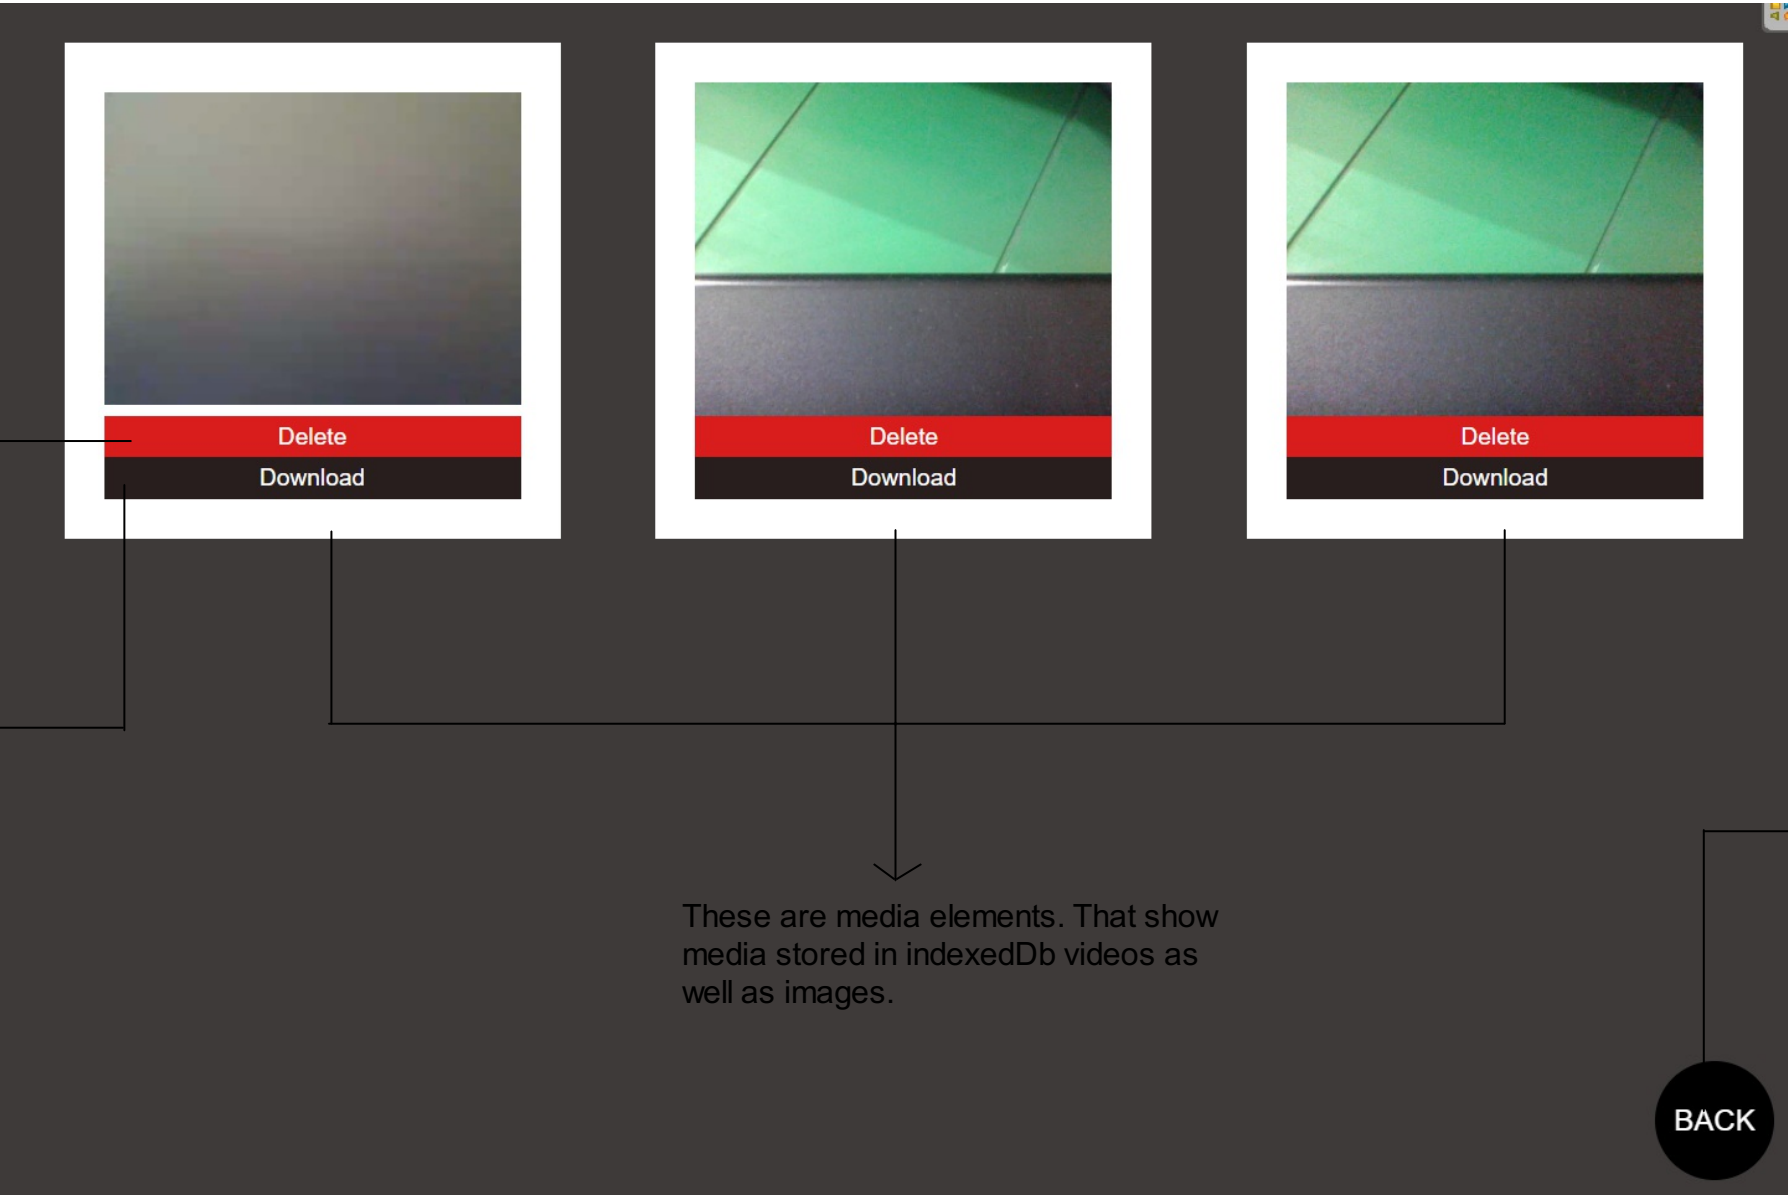 Delete
Download
Delete
Download
Delete
Download
These are media elements. That show
media stored in indexedDb videos as
well as images.
BACK